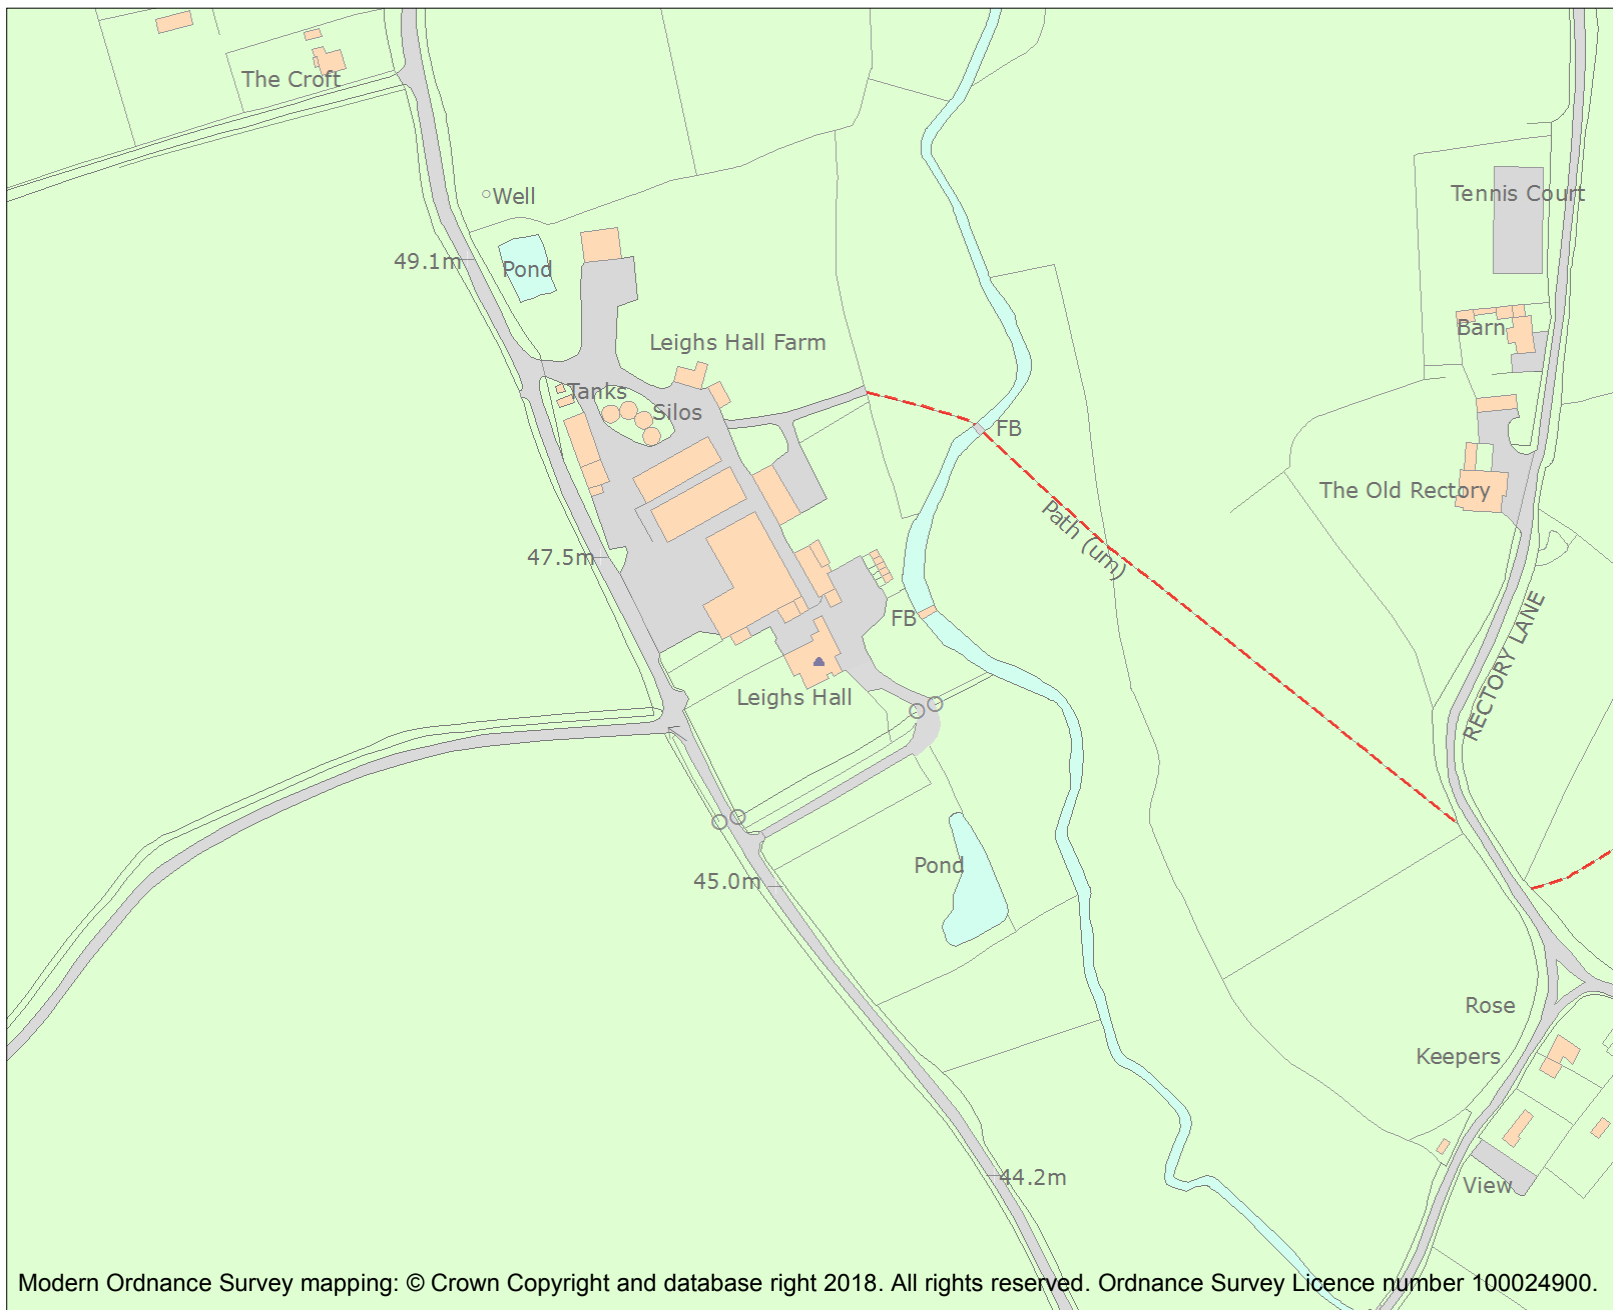 The Croft
Well
Tennis Court
49.1m
Pond
Barn
Leighs Hall Farm
Tanks
Silos
FB
The Old Rectory
Path (um)
47.5m
FB
RECTORY LANE
Leighs Hall
Pond
45.0m
Rose
Keepers
44.2m
View
Modern Ordnance Survey mapping: © Crown Copyright and database right 2018. All rights reserved. Ordnance Survey Licence number 100024900.